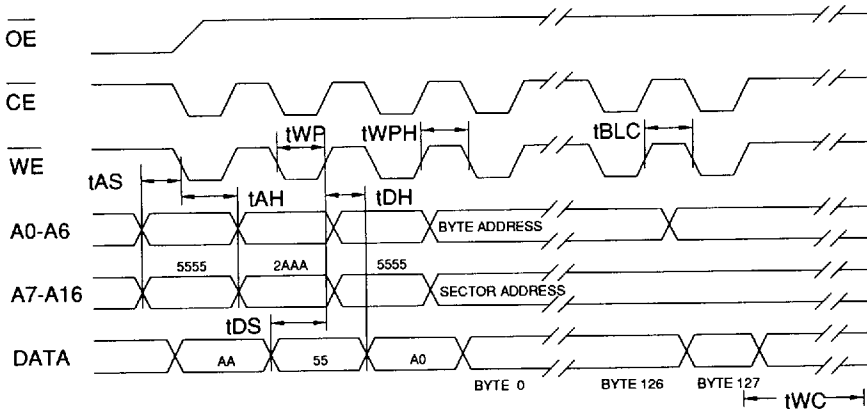 OE
CE
tWP tWPH tBLC
WE
tAS
tAH tDH
A0-A6 BYTE ADDRESS
5555 2AAA 5555
A7-A16 SECTOR ADDRESS
tDS
DATA AA 55 A0
BYTE 0 BYTE 126 BYTE 127
tWC